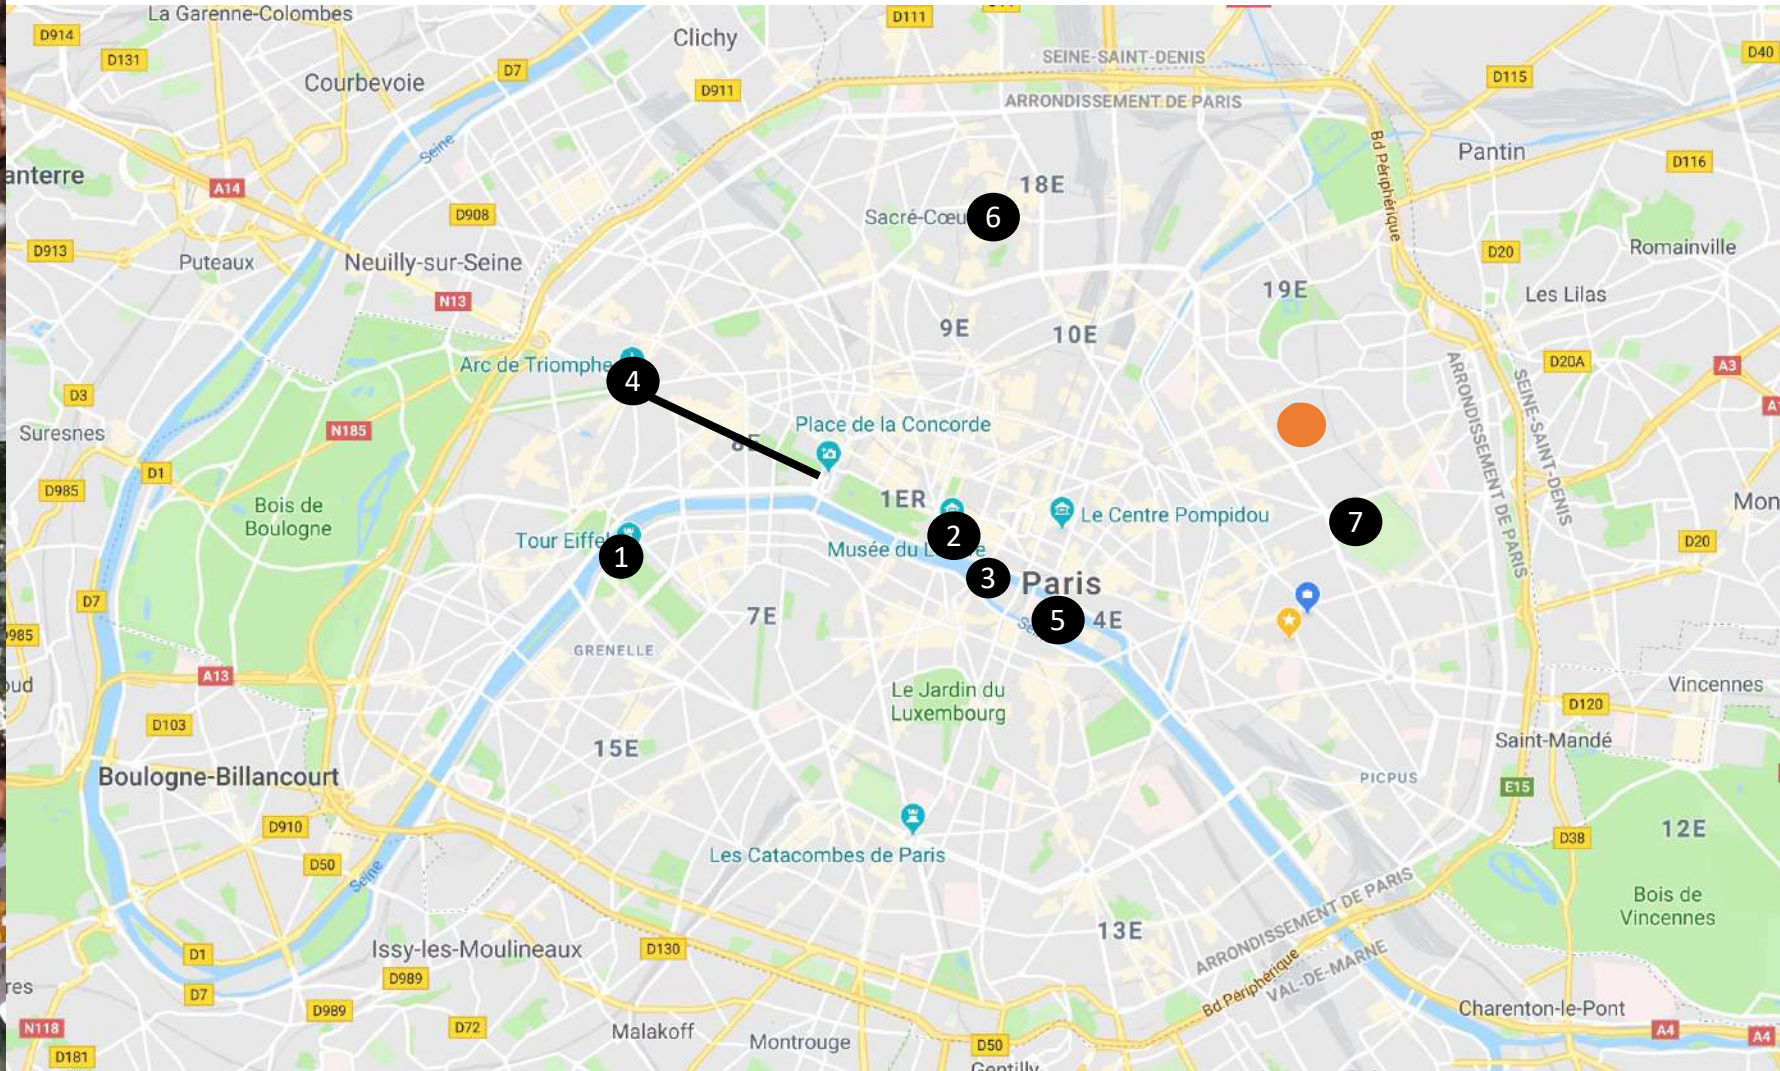 La Garenne-Colombes
D111
D914
Clichy
SEINE-SAINT-DENIS
D40
D131
D7
D115
Courbevoie
D911
ARRONDISSEMENT DE PARIS
Seine
Bd Périphérique
Pantin
D116
anterre
A14
18E
D908
Sacré-Cœu
6
D913
Puteaux
Neuilly-sur-Seine
D20
Romainville
N13
19E
Les Lilas
9E
10E
Arc de Triomphe
4
D20A
A3
D3
ARRONDISSEMENT DE PARIS
SEINE-SAINT-DENIS
Suresnes
N185
Place de la Concorde
8E
D1
D985
Bois de
Boulogne
1ER
Le Centre Pompidou
7
Mon
Tour Eiffel
1
2
Musée du L
re
D20
3
Paris
D7
7E
5
4E
985
GRENELLE
A13
oud
Le Jardin du
Luxembourg
Vincennes
D120
D103
15E
Saint-Mandé
Boulogne-Billancourt
PICPUS
E15
D910
12E
D38
Les Catacombes de Paris
D50
Seine
ARRONDISSEMENT DE PARIS
Bois de
Vincennes
13E
Issy-les-Moulineaux
D130
D1
VAL-DE-MARNE
D989
res
D7
Bd Périphérique
D989
Charenton-le-Pont
N118
D72
Malakoff
Montrouge
D50
A4
A4
D181
Gentilly